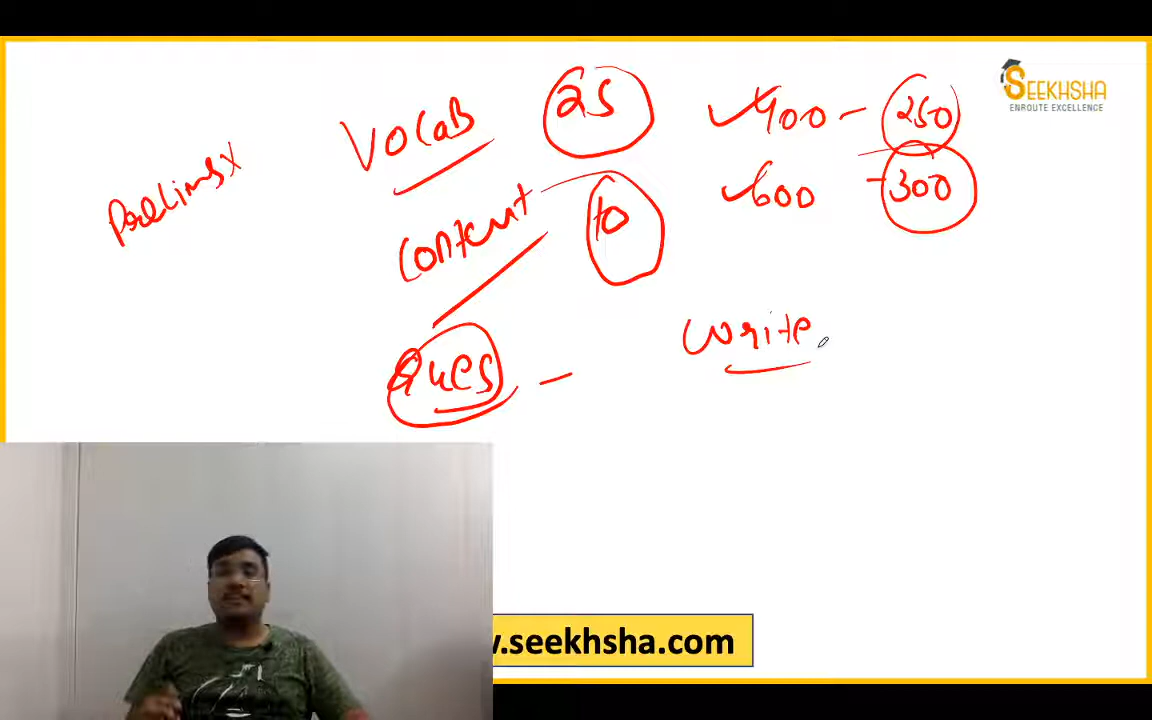 SEEKHSHA
ENROUTE EXCELLENCE
Prelims X
Vocab 25
400 - 250
Content 10
600 - 300
Ques - Write
w.seekhsha.com